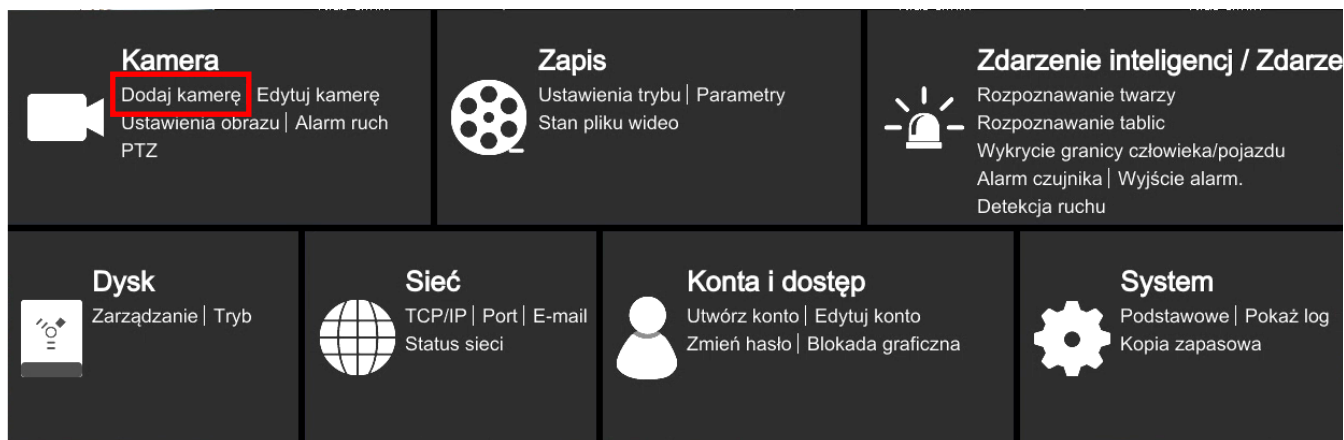 Kamera
Dodaj kamerę | Edytuj kamerę
Ustawienia obrazu | Alarm ruch
PTZ
Zapis
Ustawienia trybu | Parametry
Stan pliku wideo
Zdarzenie inteligencj / Zdarze
Rozpoznawanie twarzy
Rozpoznawanie tablic
Wykrycie granicy człowieka/pojazdu
Alarm czujnika | Wyjście alarm.
Detekcja ruchu
Dysk
Zarządzanie | Tryb
Sieć
TCP/IP | Port | E-mail
Status sieci
Konta i dostęp
Utwórz konto | Edytuj konto
Zmień hasło | Blokada graficzna
System
Podstawowe | Pokaż log
Kopia zapasowa